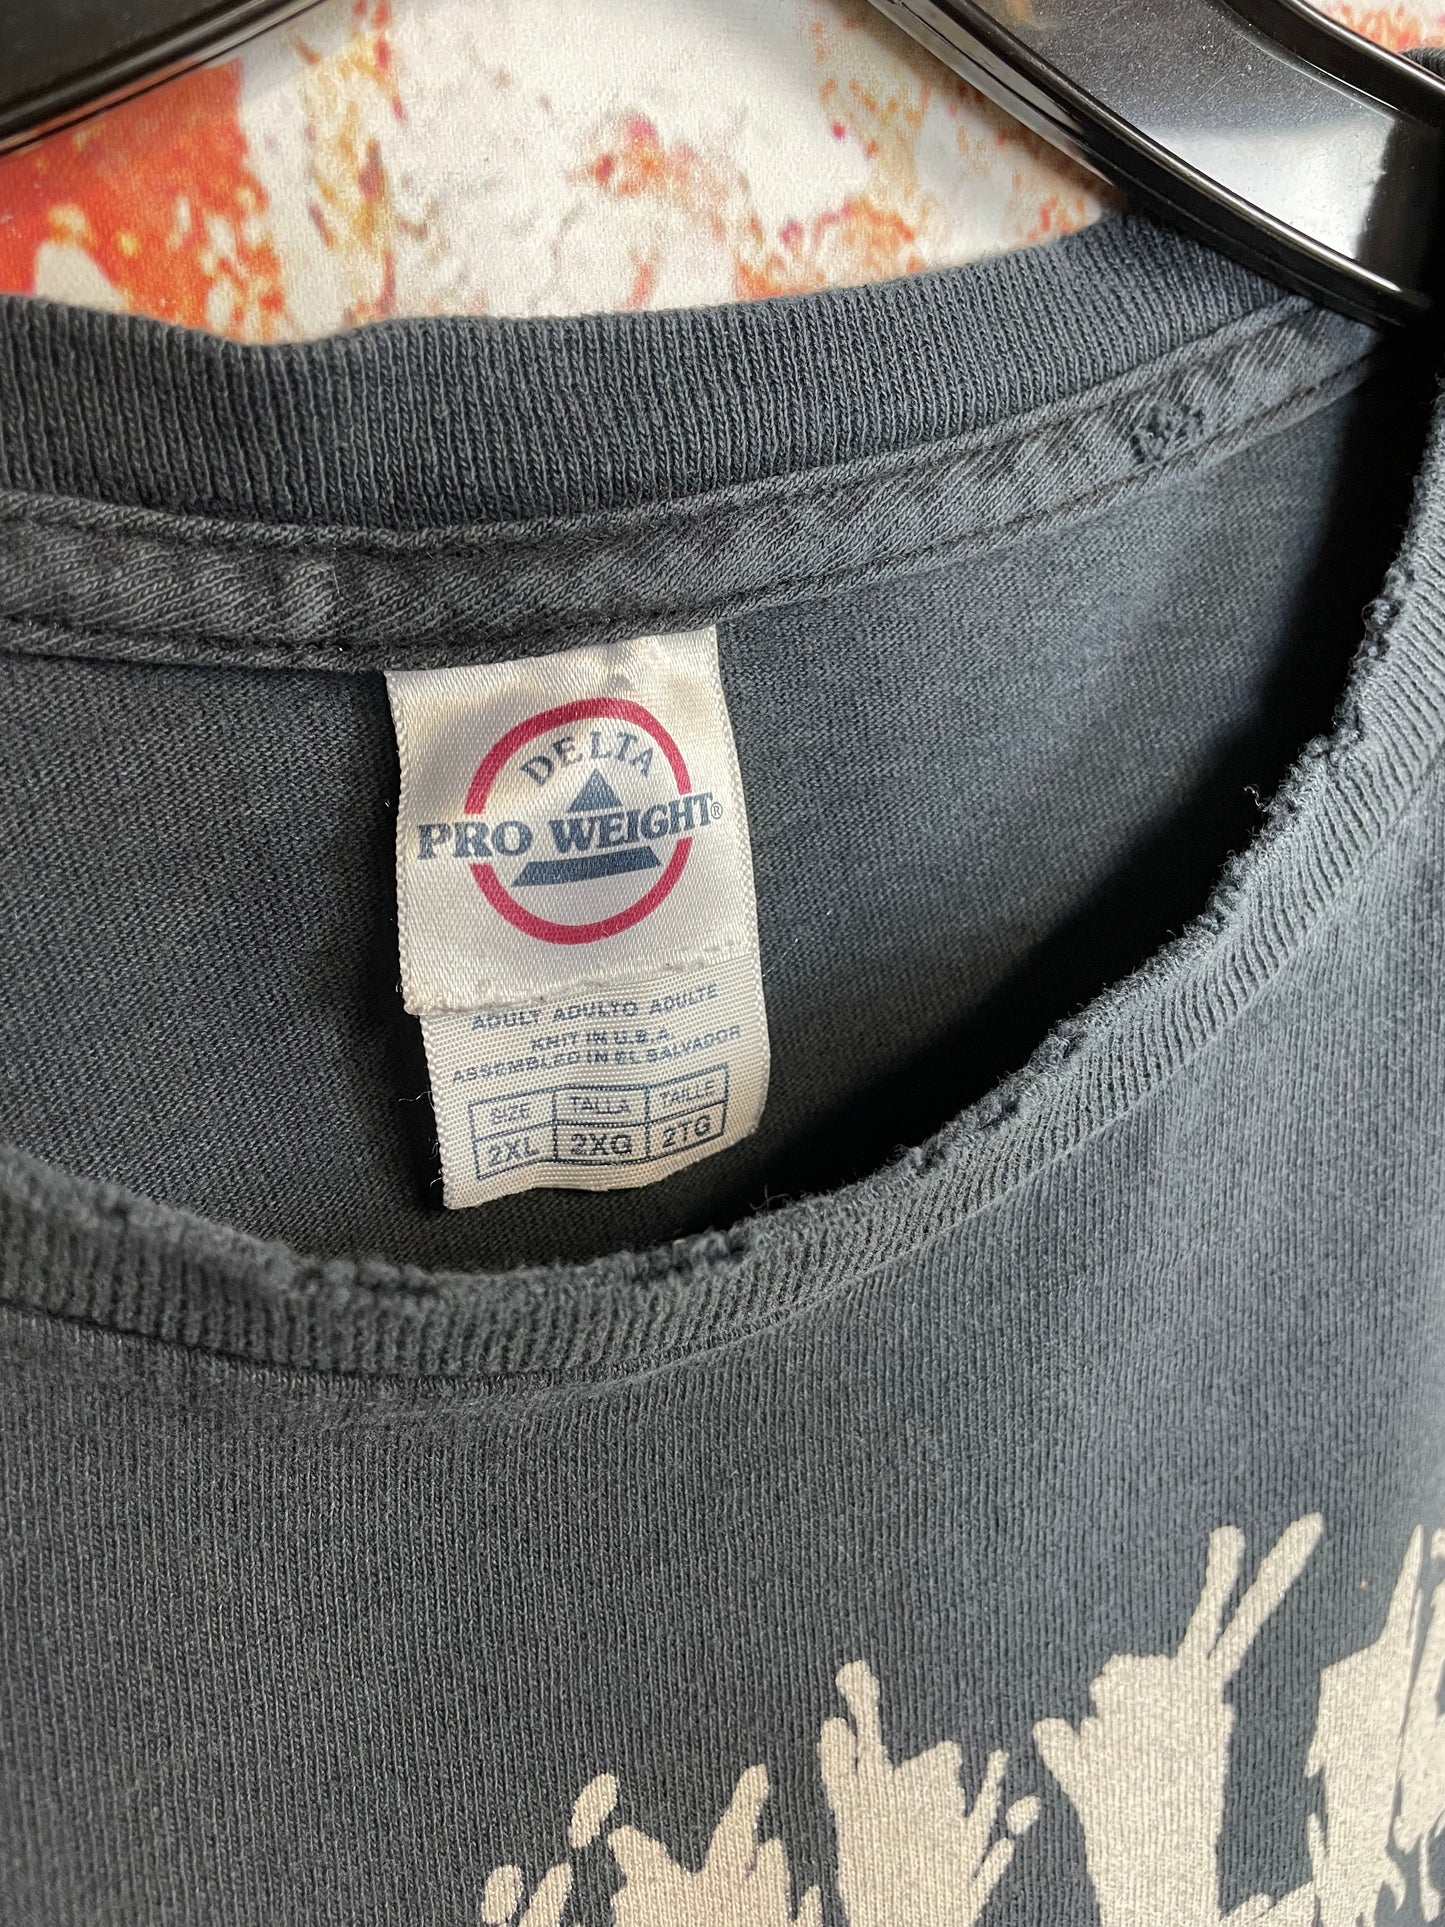 DELTA
PRO WEIGHT®
ADULT ADULTO ADULTE
KNIT IN U.S.A.
ASSEMBLED IN EL SALVADOR
SIZE TALLA TAILLE
2XL 2XG 2TG